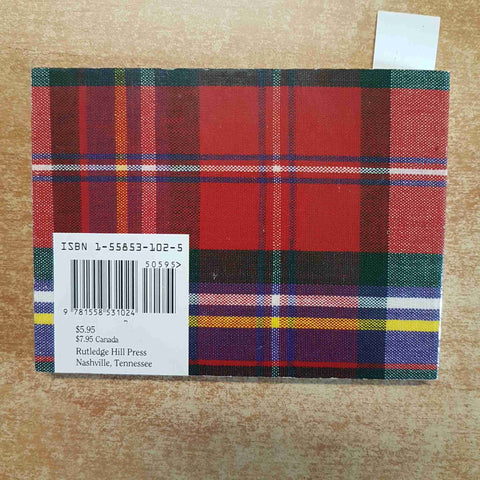 ISBN 1-55853-102-5
50595>
9 781558 531024
$5.95
$7.95 Canada
Rutledge Hill Press
Nashville, Tennessee